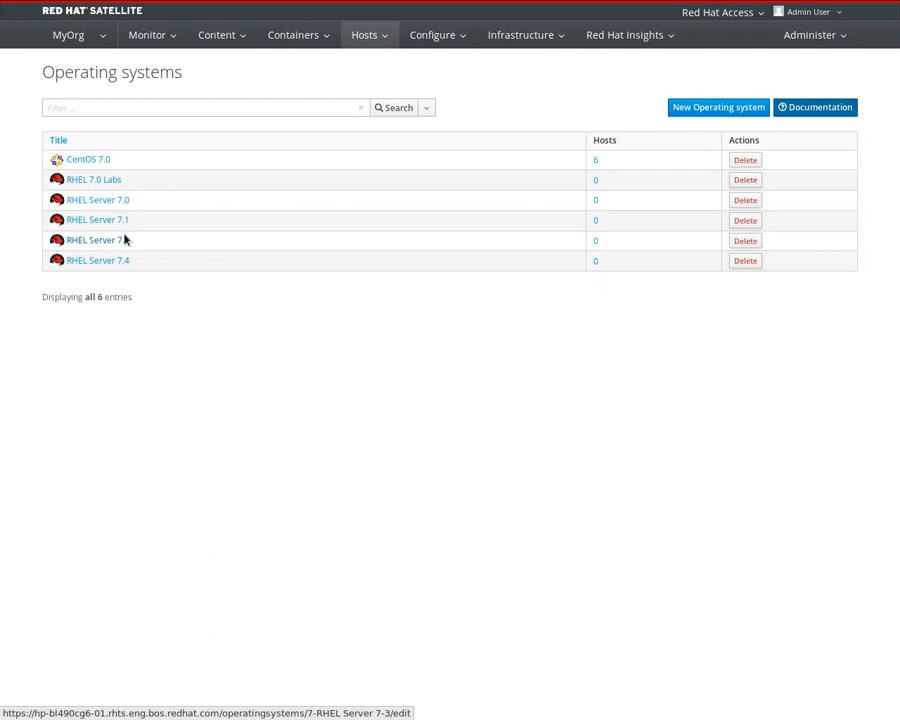 RED HAT SATELLITE
Red Hat Access
Admin User
MyOrg
Monitor
Content
Containers
Hosts
Configure
Infrastructure
Red Hat Insights
Administer
Operating systems
Filter ...
×
Search
New Operating system
Documentation
Title Hosts Actions
CentOS 7.0 6 Delete
RHEL 7.0 Labs 0 Delete
RHEL Server 7.0 0 Delete
RHEL Server 7.1 0 Delete
RHEL Server 7. 0 Delete
RHEL Server 7.4 0 Delete
Displaying all 6 entries
https://hp-bl490cg6-01.rhts.eng.bos.redhat.com/operatingsystems/7-RHEL Server 7-3/edit